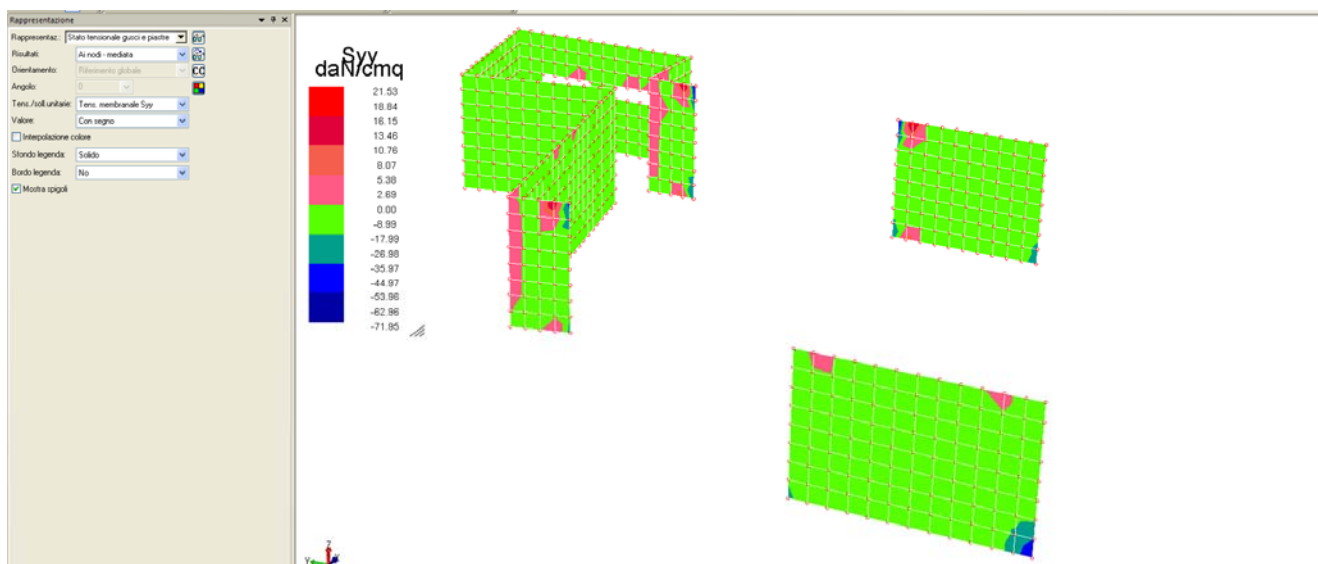 Rappresentazione
Rappresentaz.: Stato tensionale gusci e piastre
Risultati: Ai nodi - mediata
Orientamento: Riferimento globale
Angolo: 0
Tens./soll.unitarie: Tens. membranale Syy
Valore: Con segno
Interpolazione colore
Sfondo legenda: Solido
Bordo legenda: No
Mostra spigoli
Syy
daN/cmq
21.53
18.84
16.15
13.46
10.76
8.07
5.38
2.69
0.00
-8.99
-17.99
-26.98
-35.97
-44.97
-53.96
-62.96
-71.95
Z
Y